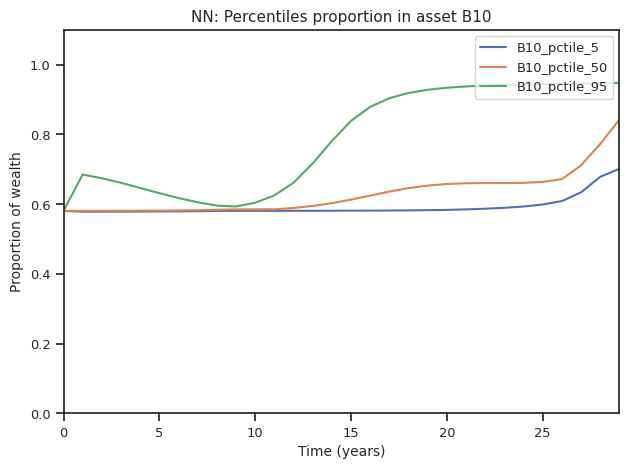 NN: Percentiles proportion in asset B10
B10_pctile_5
B10_pctile_50
B10_pctile_95
Proportion of wealth
1.0
0.8
0.6
0.4
0.2
0.0
0 5 10 15 20 25
Time (years)